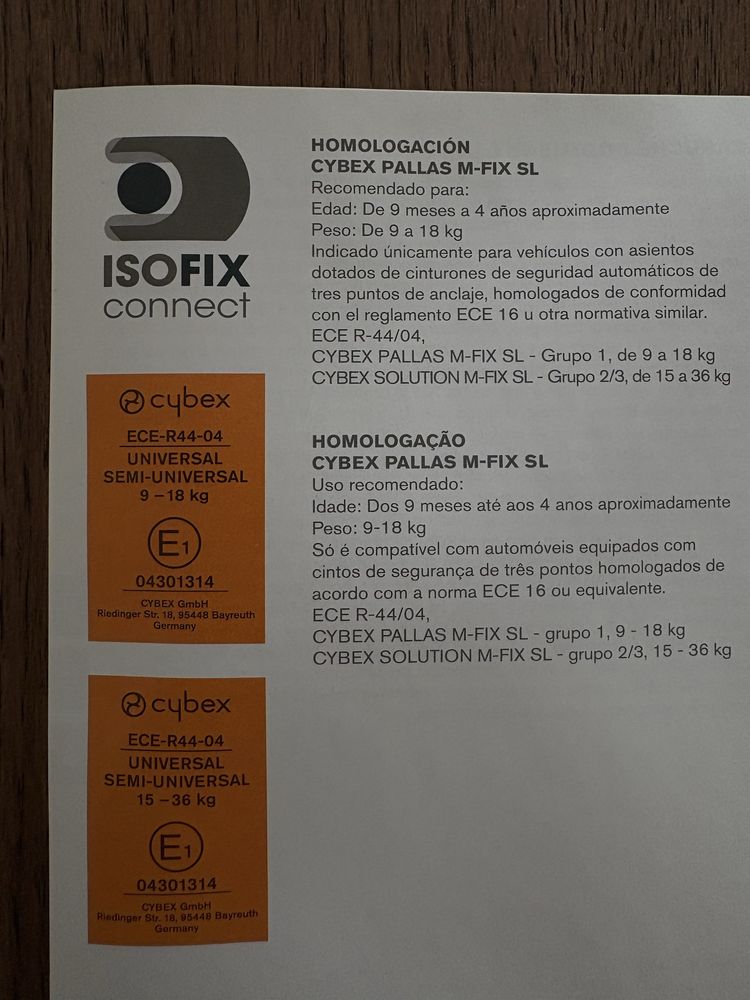 ISOFIX
connect
cybex
ECE-R44-04
UNIVERSAL
SEMI-UNIVERSAL
9 – 18 kg
E1
04301314
CYBEX GmbH
Riedinger Str. 18, 95448 Bayreuth
Germany
cybex
ECE-R44-04
UNIVERSAL
SEMI-UNIVERSAL
15 – 36 kg
E1
04301314
CYBEX GmbH
Riedinger Str. 18, 95448 Bayreuth
Germany
HOMOLOGACIÓN
CYBEX PALLAS M-FIX SL
Recomendado para:
Edad: De 9 meses a 4 años aproximadamente
Peso: De 9 a 18 kg
Indicado únicamente para vehículos con asientos
dotados de cinturones de seguridad automáticos de
tres puntos de anclaje, homologados de conformidad
con el reglamento ECE 16 u otra normativa similar.
ECE R-44/04,
CYBEX PALLAS M-FIX SL - Grupo 1, de 9 a 18 kg
CYBEX SOLUTION M-FIX SL - Grupo 2/3, de 15 a 36 kg
HOMOLOGAÇÃO
CYBEX PALLAS M-FIX SL
Uso recomendado:
Idade: Dos 9 meses até aos 4 anos aproximadamente
Peso: 9-18 kg
Só é compatível com automóveis equipados com
cintos de segurança de três pontos homologados de
acordo com a norma ECE 16 ou equivalente.
ECE R-44/04,
CYBEX PALLAS M-FIX SL - grupo 1, 9 - 18 kg
CYBEX SOLUTION M-FIX SL - grupo 2/3, 15 - 36 kg